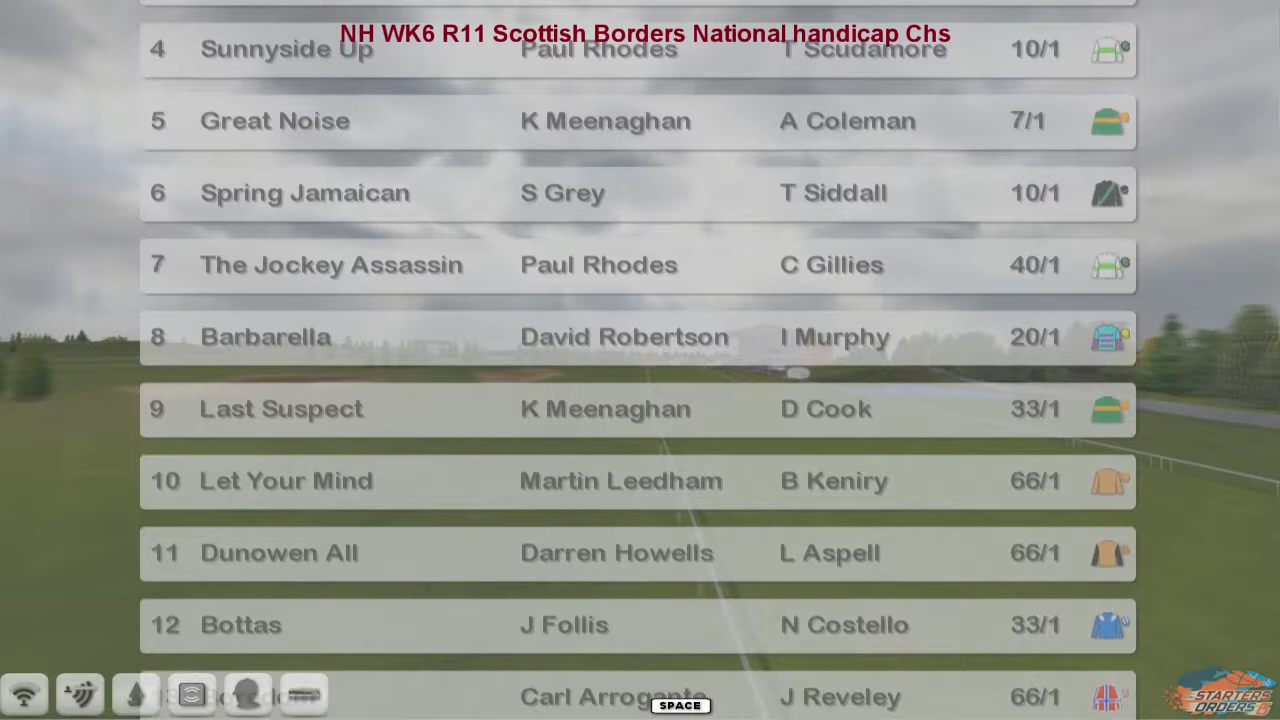 NH WK6 R11 Scottish Borders National handicap Chs
4 Sunnyside Up Paul Rhodes T Scudamore 10/1
5 Great Noise K Meenaghan A Coleman 7/1
6 Spring Jamaican S Grey T Siddall 10/1
7 The Jockey Assassin Paul Rhodes C Gillies 40/1
8 Barbarella David Robertson I Murphy 20/1
9 Last Suspect K Meenaghan D Cook 33/1
10 Let Your Mind Martin Leedham B Keniry 66/1
11 Dunowen All Darren Howells L Aspell 66/1
12 Bottas J Follis N Costello 33/1
13 Carl Arrogante J Reveley 66/1
SPACE
STARTERS
ORDERS 6